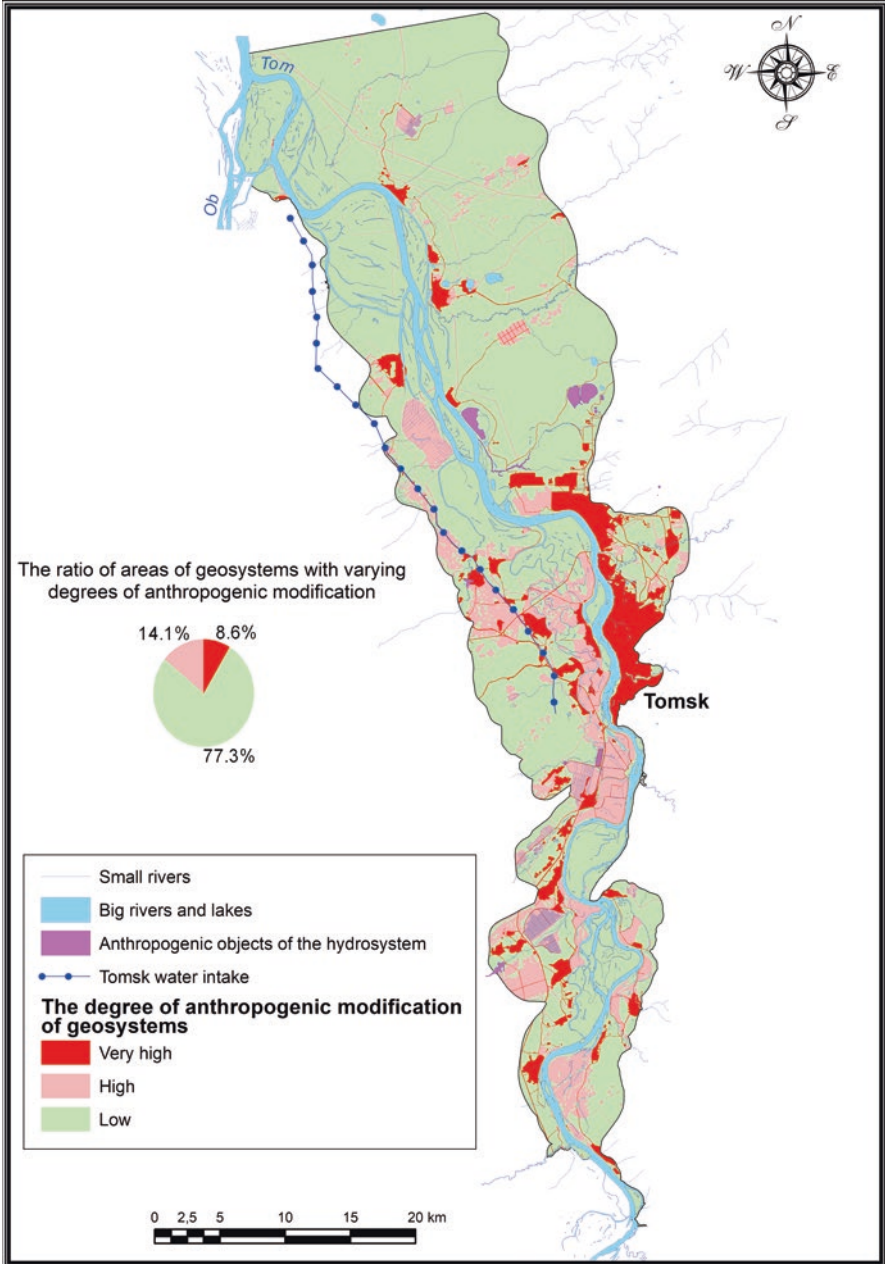 N
W
E
S
Tom
Ob
The ratio of areas of geosystems with varying
degrees of anthropogenic modification
14.1%
8.6%
77.3%
Tomsk
Small rivers
Big rivers and lakes
Anthropogenic objects of the hydrosystem
Tomsk water intake
The degree of anthropogenic modification
of geosystems
Very high
High
Low
0 2,5 5 10 15 20 km